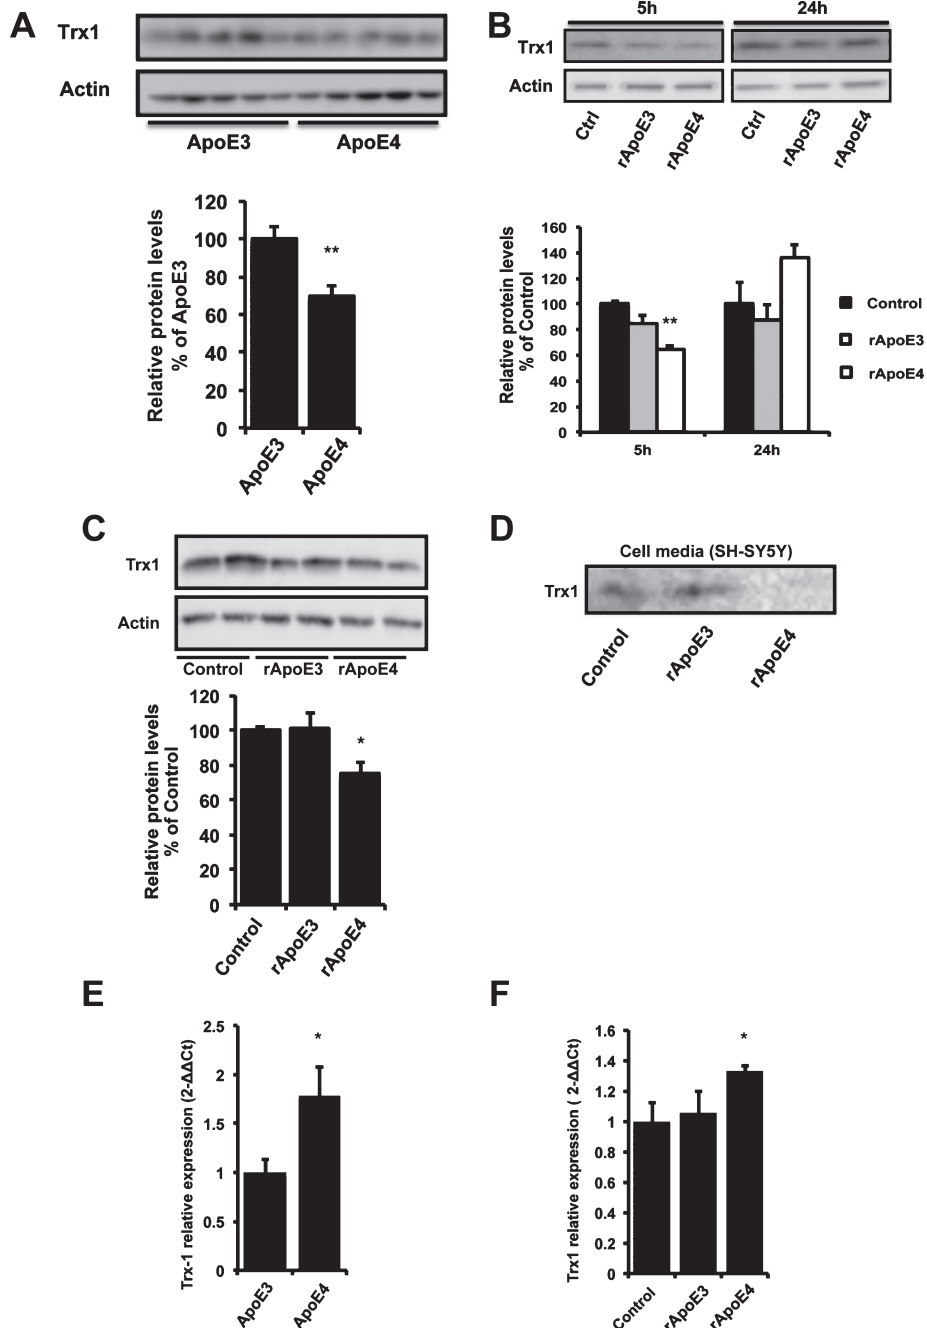 A
Trx1
Actin
ApoE3 ApoE4
Relative protein levels
% of ApoE3
120
100
80
60
40
20
0
**
ApoE3 ApoE4
B
5h 24h
Trx1
Actin
Ctrl rApoE3 rApoE4 Ctrl rApoE3 rApoE4
Relative protein levels
% of Control
160
140
120
100
80
60
40
20
0
**
5h 24h
Control
rApoE3
rApoE4
C
Trx1
Actin
Control rApoE3 rApoE4
Relative protein levels
% of Control
120
100
80
60
40
20
0
*
Control rApoE3 rApoE4
D
Cell media (SH-SY5Y)
Trx1
Control rApoE3 rApoE4
E
Trx-1 relative expression (2-ΔΔCt)
2.5
2
1.5
1
0.5
0
*
ApoE3 ApoE4
F
Trx1 relative expression ( 2-ΔΔCt)
1.6
1.4
1.2
1
0.8
0.6
0.4
0.2
0
*
Control rApoE3 rApoE4